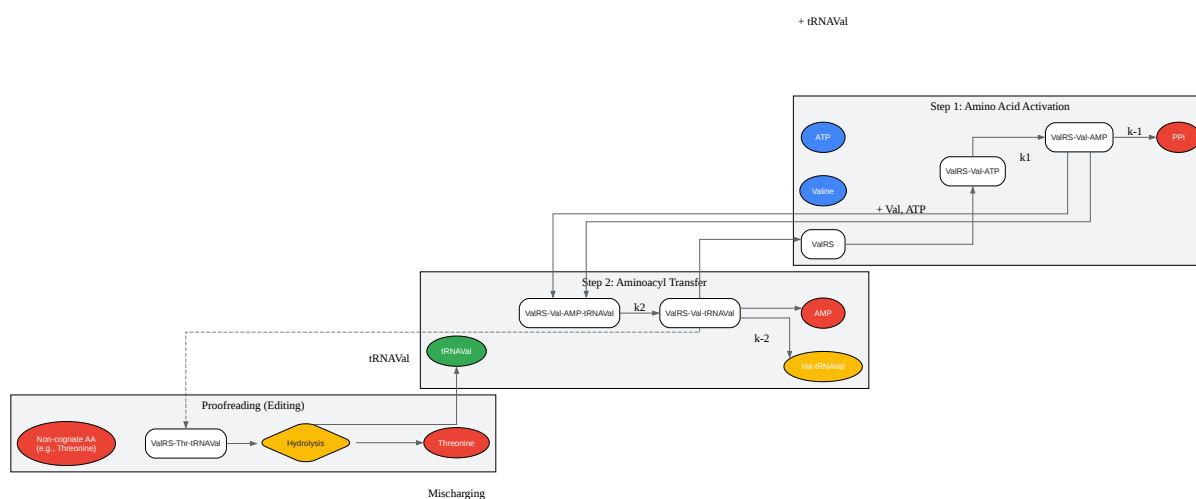 + tRNAVal
Step 1: Amino Acid Activation
ATP
ValRS-Val-AMP
k-1
PPi
k1
ValRS-Val-ATP
Valine
+ Val, ATP
ValRS
Step 2: Aminoacyl Transfer
ValRS-Val-AMP-tRNAVal
k2
ValRS-Val-tRNAVal
AMP
k-2
tRNAVal
tRNAVal
Val-tRNAVal
Proofreading (Editing)
Non-cognate AA
(e.g., Threonine)
ValRS-Thr-tRNAVal
Hydrolysis
Threonine
Mischarging